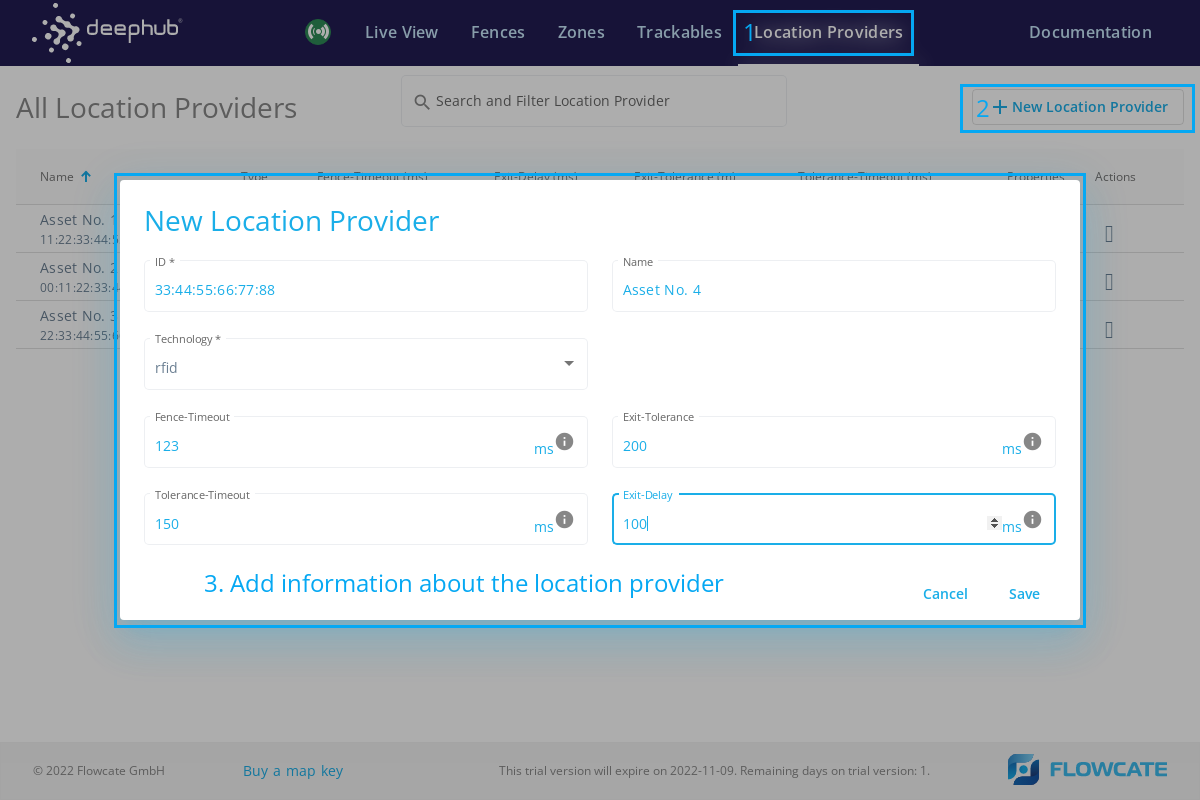 deephub
Live View
Fences
Zones
Trackables
1 Location Providers
Documentation
All Location Providers
Search and Filter Location Provider
2 + New Location Provider
Name
Type
Fence-Timeout (ms)
Exit-Delay (ms)
Exit-Tolerance (m)
Tolerance-Timeout (ms)
Properties
Actions
Asset No. 1
11:22:33:44:5
Asset No. 2
00:11:22:33:4
Asset No. 3
22:33:44:55:6
New Location Provider
ID *
33:44:55:66:77:88
Name
Asset No. 4
Technology *
rfid
Fence-Timeout
123
ms
Exit-Tolerance
200
ms
Tolerance-Timeout
150
ms
Exit-Delay
100
ms
3. Add information about the location provider
Cancel
Save
© 2022 Flowcate GmbH
Buy a map key
This trial version will expire on 2022-11-09. Remaining days on trial version: 1.
FLOWCATE